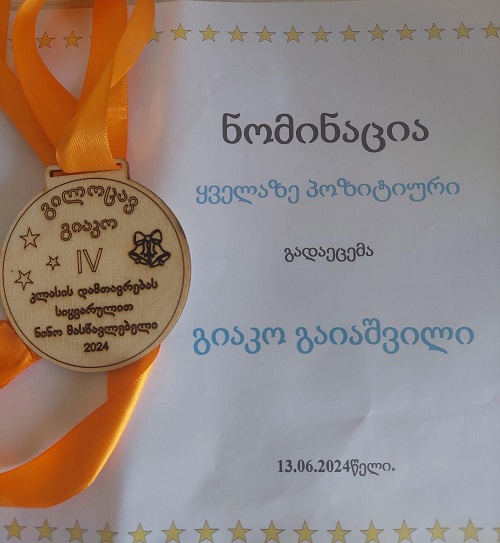 გილოცავ
გიაკო
IV
კლასის დამთავრებას
სიყვარულით
ნინო მასწავლებელი
2024
ნომინაცია
ყველაზე პოზიტიური
გადაეცემა
გიაკო გაიაშვილი
13.06.2024წელი.